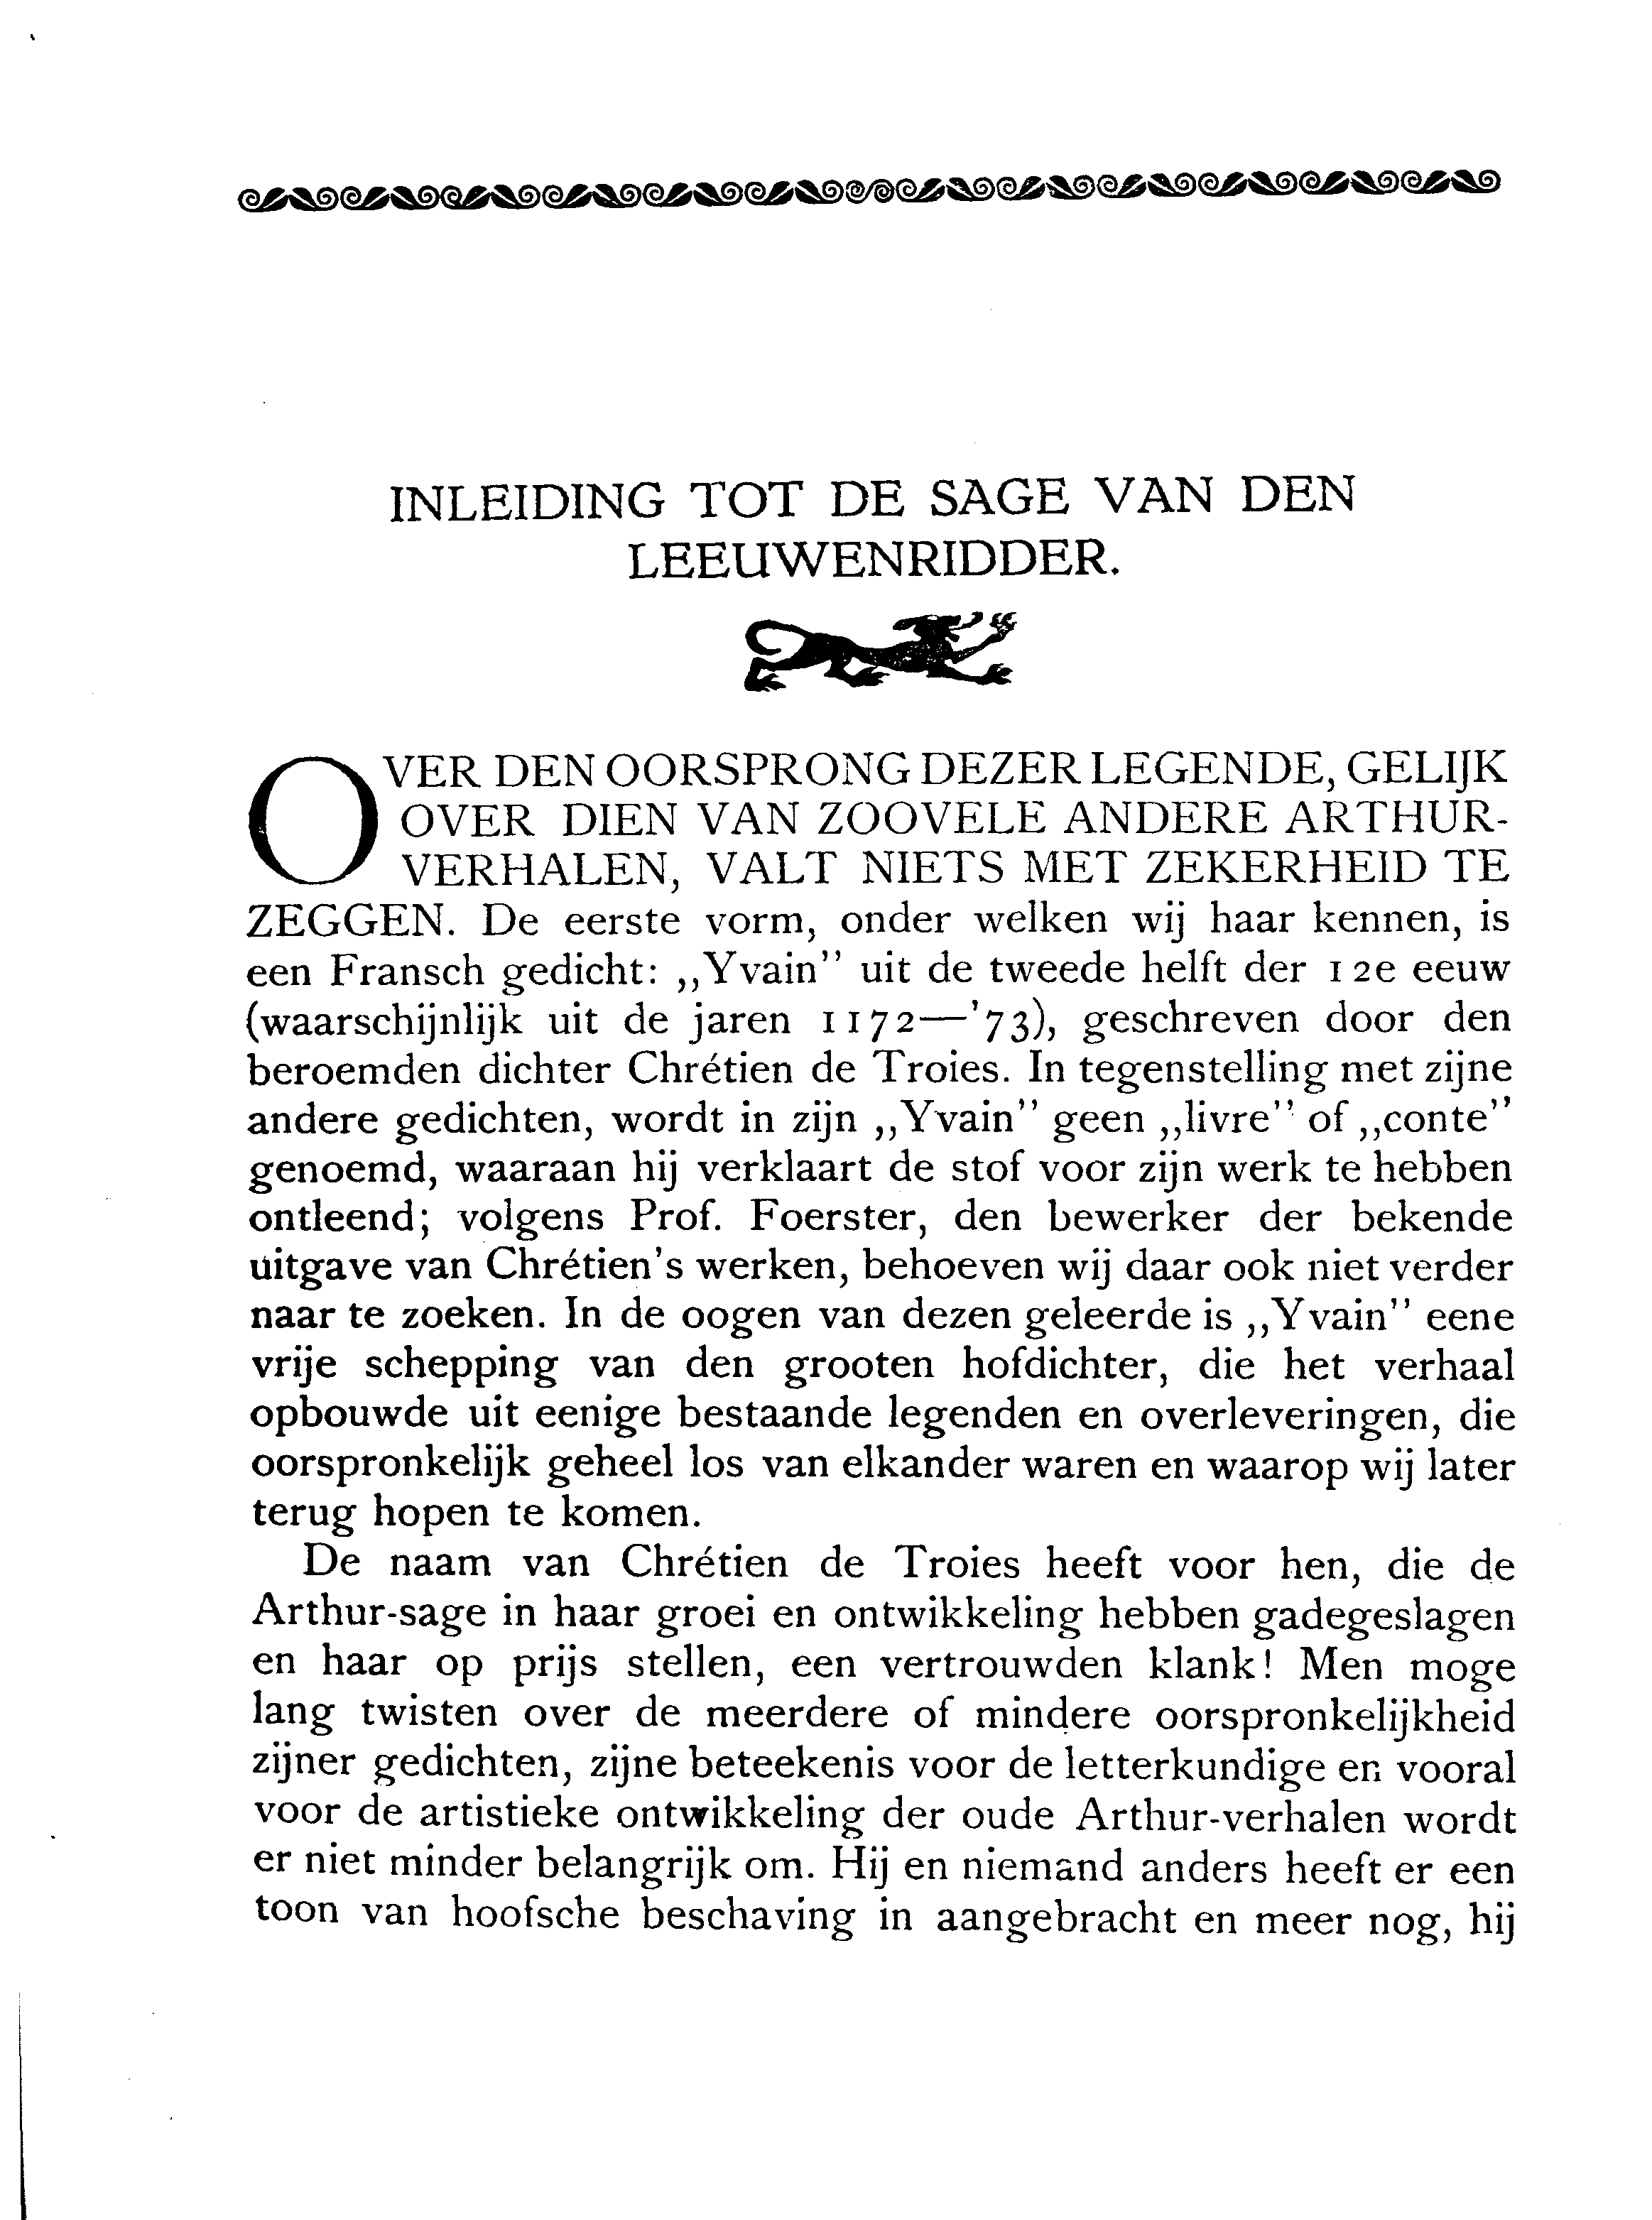 INLEIDING TOT DE SAGE VAN DEN
LEEUWENRIDDER.
OVER DEN OORSPRONG DEZER LEGENDE, GELIJK
OVER DIEN VAN ZOOVELE ANDERE ARTHUR-
VERHALEN, VALT NIETS MET ZEKERHEID TE
ZEGGEN. De eerste vorm, onder welken wij haar kennen, is
een Fransch gedicht: ,,Yvain" uit de tweede helft der 12e eeuw
(waarschijnlijk uit de jaren 1172—'73), geschreven door den
beroemden dichter Chrétien de Troies. In tegenstelling met zijne
andere gedichten, wordt in zijn ,,Yvain" geen ,,livre" of ,,conte"
genoemd, waaraan hij verklaart de stof voor zijn werk te hebben
ontleend; volgens Prof. Foerster, den bewerker der bekende
uitgave van Chrétien's werken, behoeven wij daar ook niet verder
naar te zoeken. In de oogen van dezen geleerde is ,,Yvain" eene
vrije schepping van den grooten hofdichter, die het verhaal
opbouwde uit eenige bestaande legenden en overleveringen, die
oorspronkelijk geheel los van elkander waren en waarop wij later
terug hopen te komen.
De naam van Chrétien de Troies heeft voor hen, die de
Arthur-sage in haar groei en ontwikkeling hebben gadegeslagen
en haar op prijs stellen, een vertrouwden klank! Men moge
lang twisten over de meerdere of mindere oorspronkelijkheid
zijner gedichten, zijne beteekenis voor de letterkundige en vooral
voor de artistieke ontwikkeling der oude Arthur-verhalen wordt
er niet minder belangrijk om. Hij en niemand anders heeft er een
toon van hoofsche beschaving in aangebracht en meer nog, hij